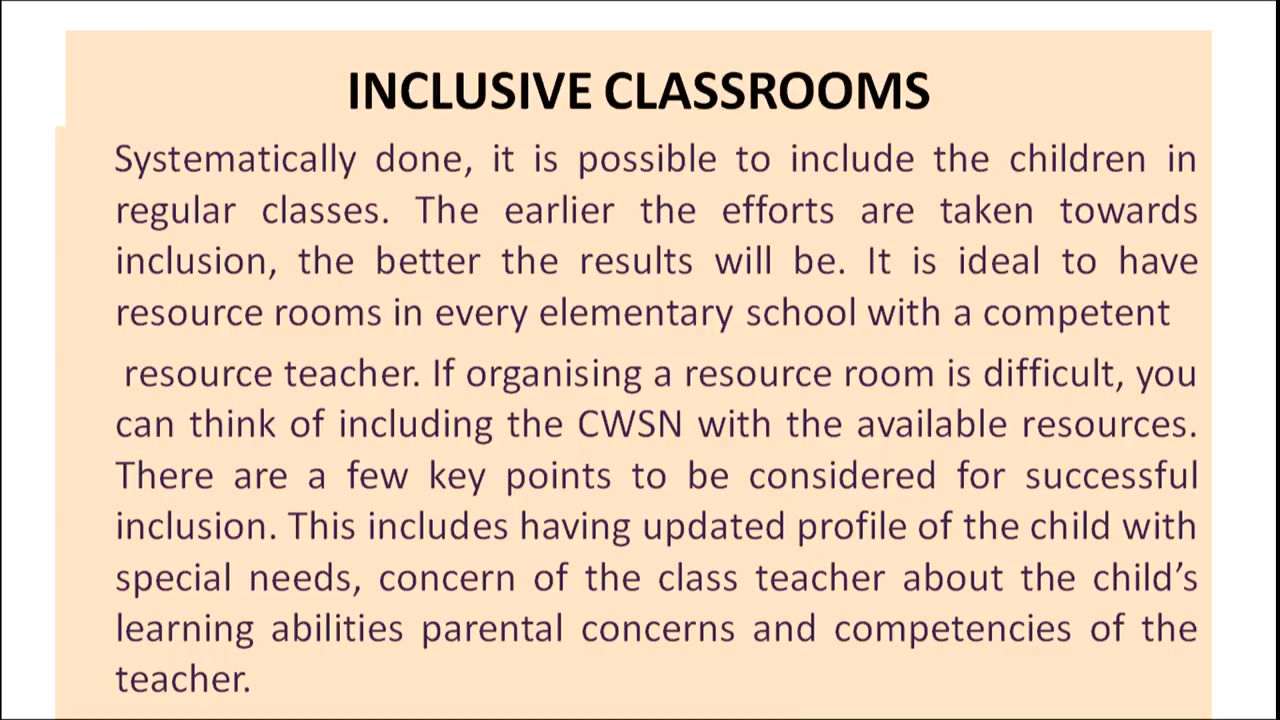 INCLUSIVE CLASSROOMS
Systematically done, it is possible to include the children in
regular classes. The earlier the efforts are taken towards
inclusion, the better the results will be. It is ideal to have
resource rooms in every elementary school with a competent
resource teacher. If organising a resource room is difficult, you
can think of including the CWSN with the available resources.
There are a few key points to be considered for successful
inclusion. This includes having updated profile of the child with
special needs, concern of the class teacher about the child’s
learning abilities parental concerns and competencies of the
teacher.